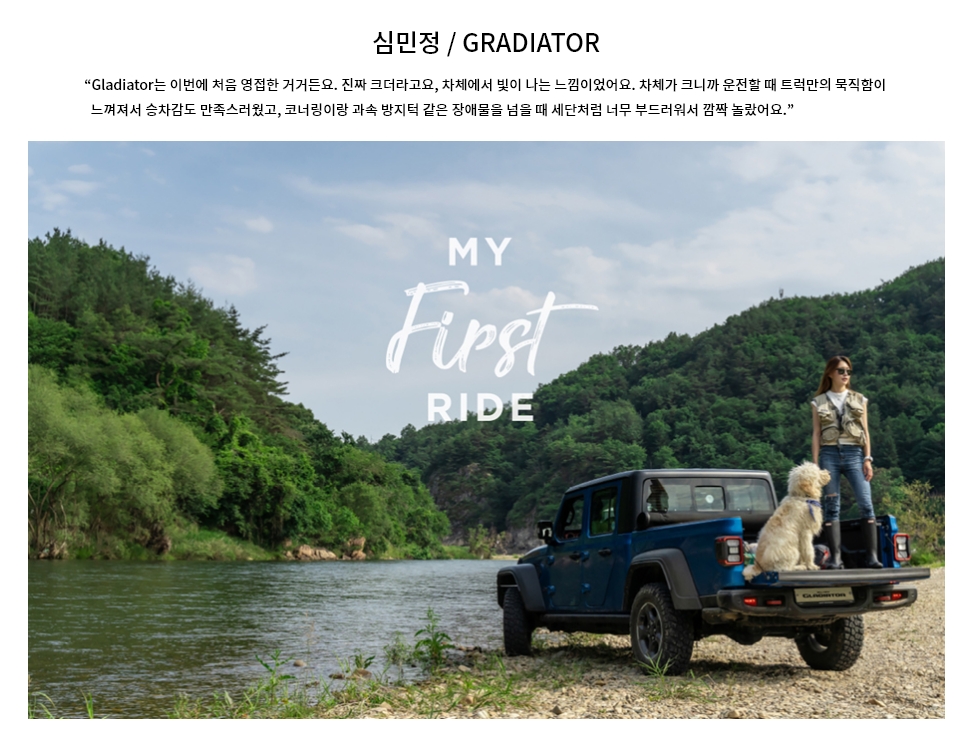 심민정 / GRADIATOR
“Gladiator는 이번에 처음 영접한 거거든요. 진짜 크더라고요, 차체에서 빛이 나는 느낌이었어요. 차체가 크니까 운전할 때 트럭만의 묵직함이
느껴져서 승차감도 만족스러웠고, 코너링이랑 과속 방지턱 같은 장애물을 넘을 때 세단처럼 너무 부드러워서 깜짝 놀랐어요.”
MY
First
RIDE
GLADIATOR